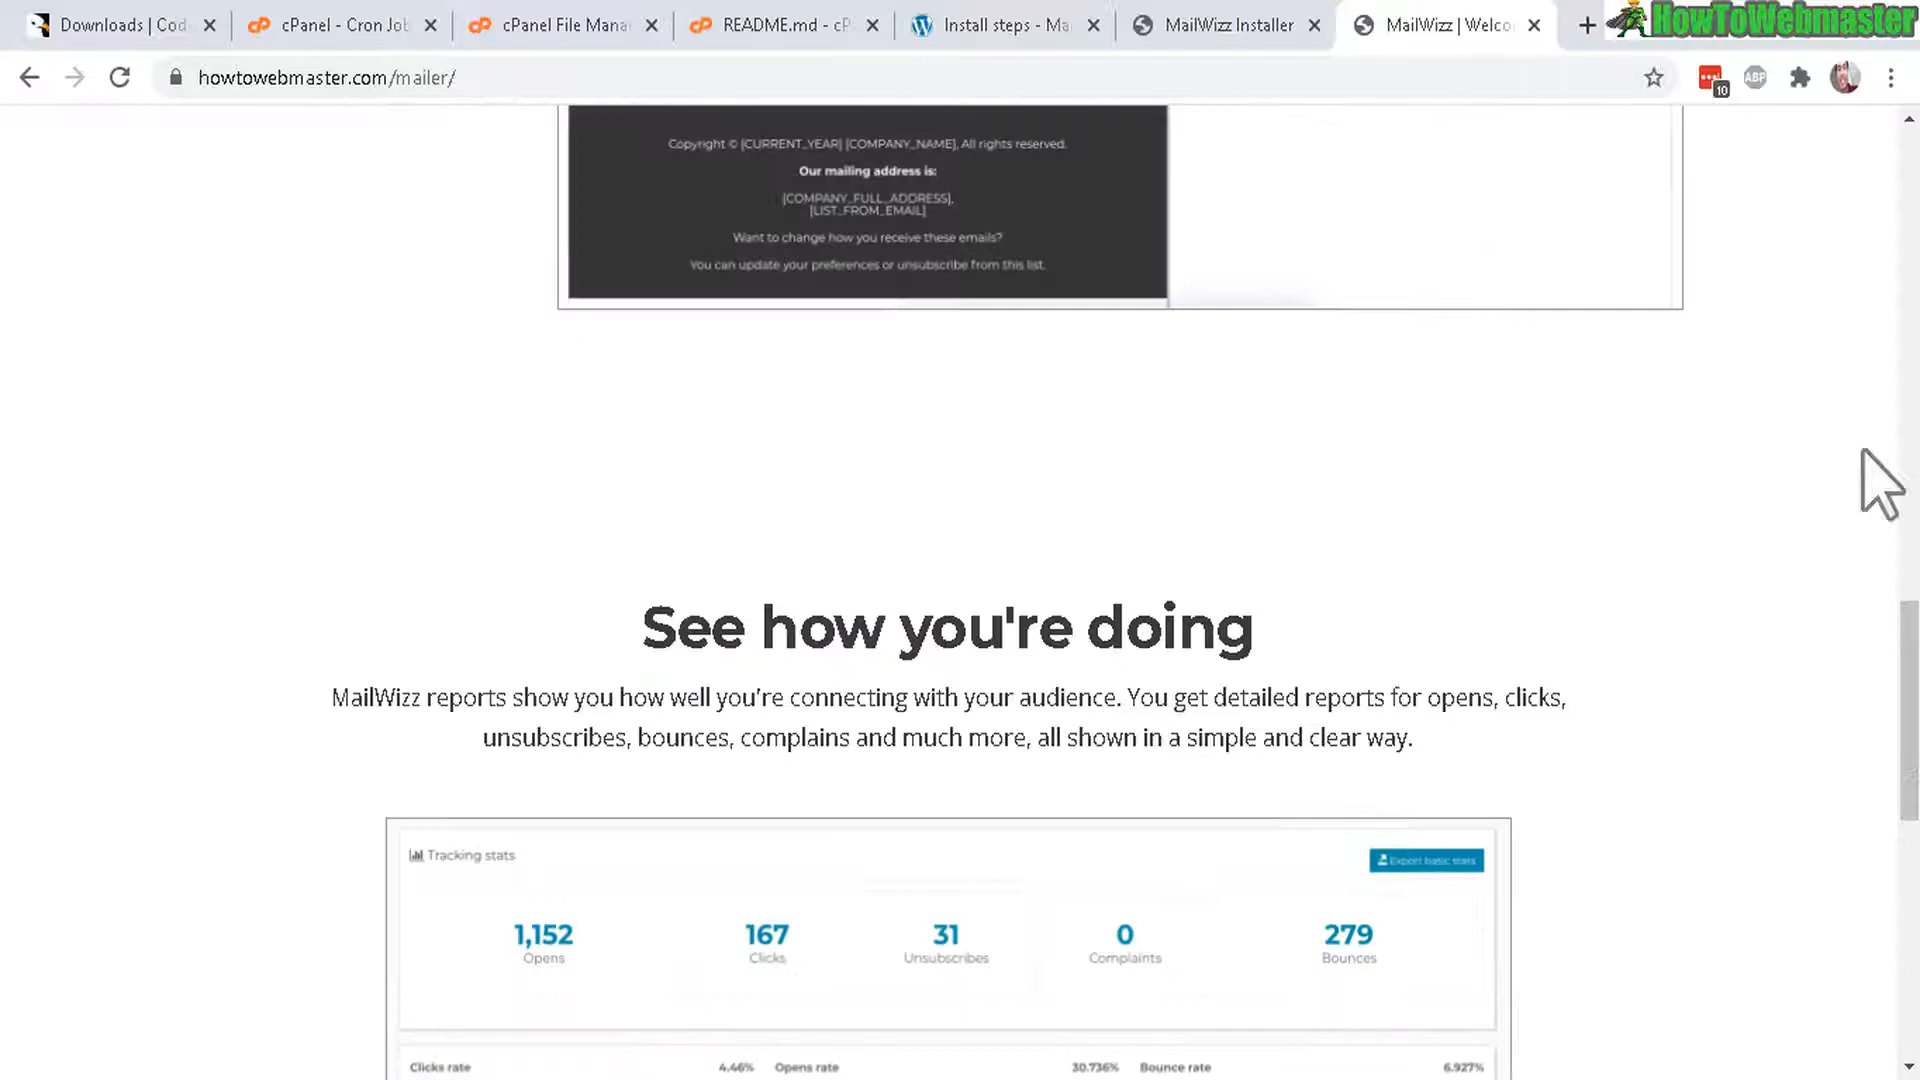 Downloads | Cod
cPanel - Cron Job
cPanel File Mana
README.md - cP
Install steps - Ma
MailWizz Installer
MailWizz | Welco
HowToWebmaster
howtowebmaster.com/mailer/
10
ABP
Copyright © [CURRENT_YEAR] [COMPANY_NAME], All rights reserved.
Our mailing address is:
[COMPANY_FULL_ADDRESS],
[LIST_FROM_EMAIL]
Want to change how you receive these emails?
You can update your preferences or unsubscribe from this list.
See how you're doing
MailWizz reports show you how well you’re connecting with your audience. You get detailed reports for opens, clicks,
unsubscribes, bounces, complains and much more, all shown in a simple and clear way.
Tracking stats
Export basic stats
1,152 167 31 0 279
Opens Clicks Unsubscribes Complaints Bounces
Clicks rate 4.46% Opens rate 30.736% Bounce rate 6.927%